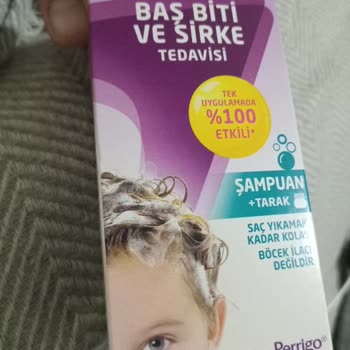 BAŞ BİTİ
VE SİRKE
TEDAVİSİ
TEK
UYGULAMADA
%100
ETKİLİ*
ŞAMPUAN
+TARAK
SAÇ YIKAMAK
KADAR KOLAY
BÖCEK İLACI
DEĞİLDİR
Perrigo®